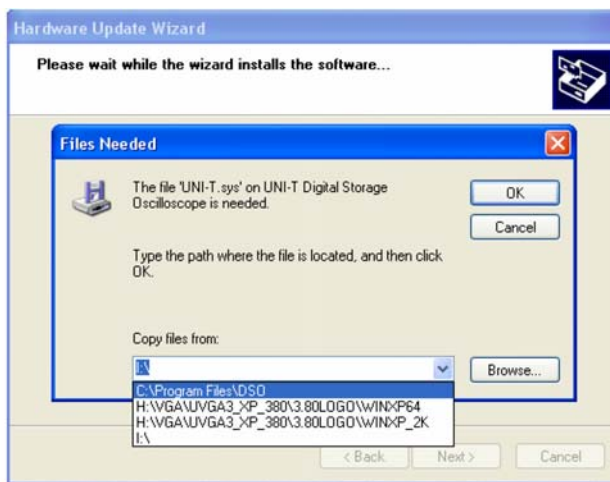 Hardware Update Wizard
Please wait while the wizard installs the software...
Files Needed
The file 'UNI-T.sys' on UNI-T Digital Storage
Oscilloscope is needed.
OK
Cancel
Type the path where the file is located, and then click
OK.
Copy files from:
I:\
Browse...
C:\Program Files\DSO
H:\VGA\UVGA3_XP_380\3.80LOGO\WINXP64
H:\VGA\UVGA3_XP_380\3.80LOGO\WINXP_2K
I:\
< Back
Next >
Cancel